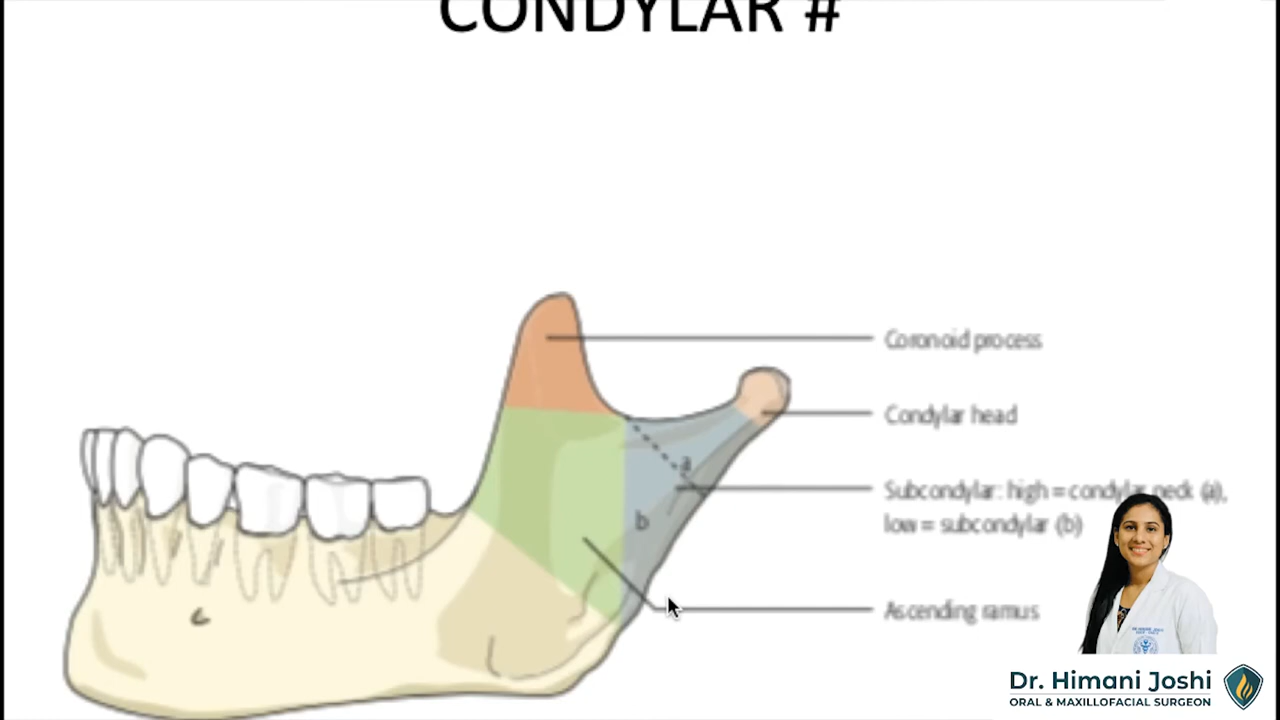 CONDYLAR #
Coronoid process
Condylar head
a
Subcondylar: high = condylar neck (a),
b
low = subcondylar (b)
Ascending ramus
Dr. Himani Joshi
ORAL & MAXILLOFACIAL SURGEON